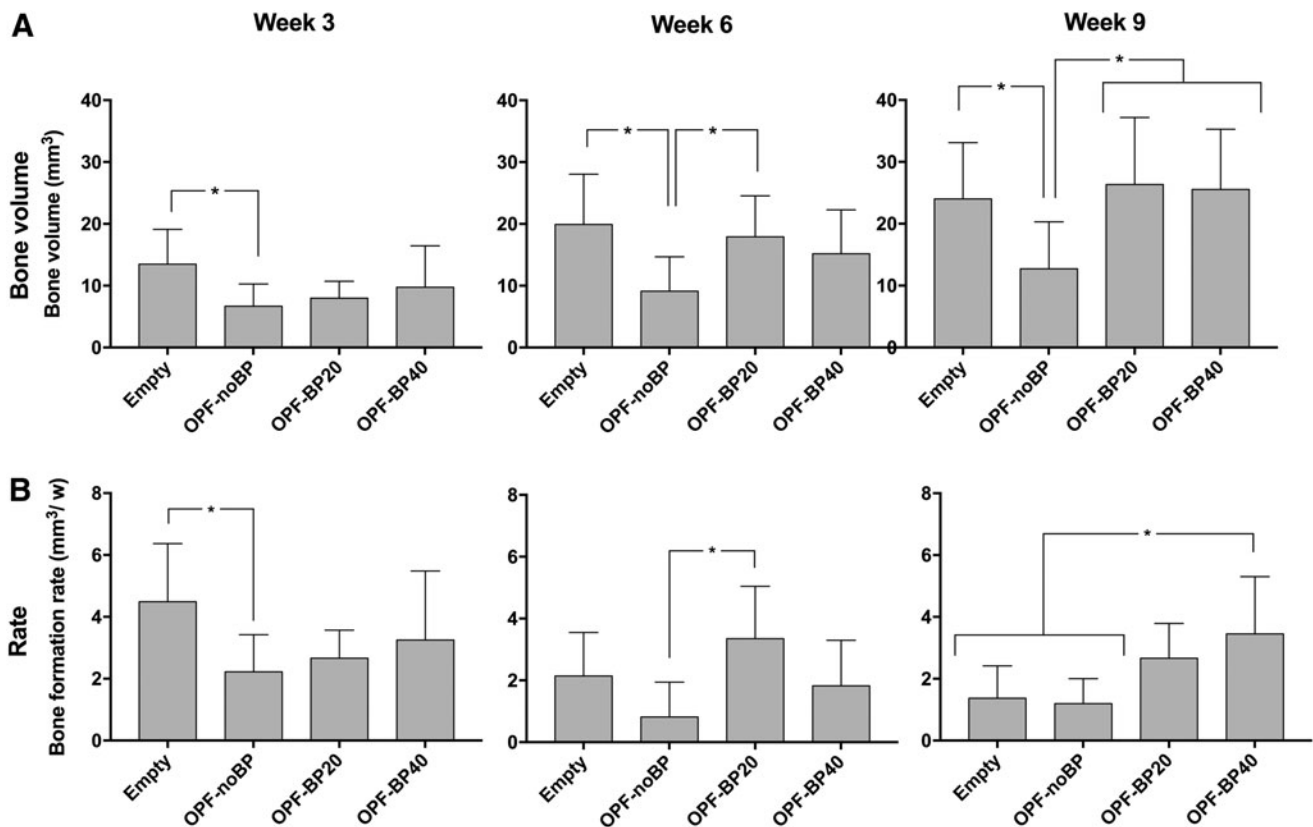 A
Week 3
Week 6
Week 9
Bone volume
Bone volume (mm³)
40
30
20
10
0
*
Empty
OPF-noBP
OPF-BP20
OPF-BP40
40
30
20
10
0
*
*
Empty
OPF-noBP
OPF-BP20
OPF-BP40
40
30
20
10
0
*
*
Empty
OPF-noBP
OPF-BP20
OPF-BP40
B
Rate
Bone formation rate (mm³/ w)
8
6
4
2
0
*
Empty
OPF-noBP
OPF-BP20
OPF-BP40
8
6
4
2
0
*
Empty
OPF-noBP
OPF-BP20
OPF-BP40
8
6
4
2
0
*
Empty
OPF-noBP
OPF-BP20
OPF-BP40